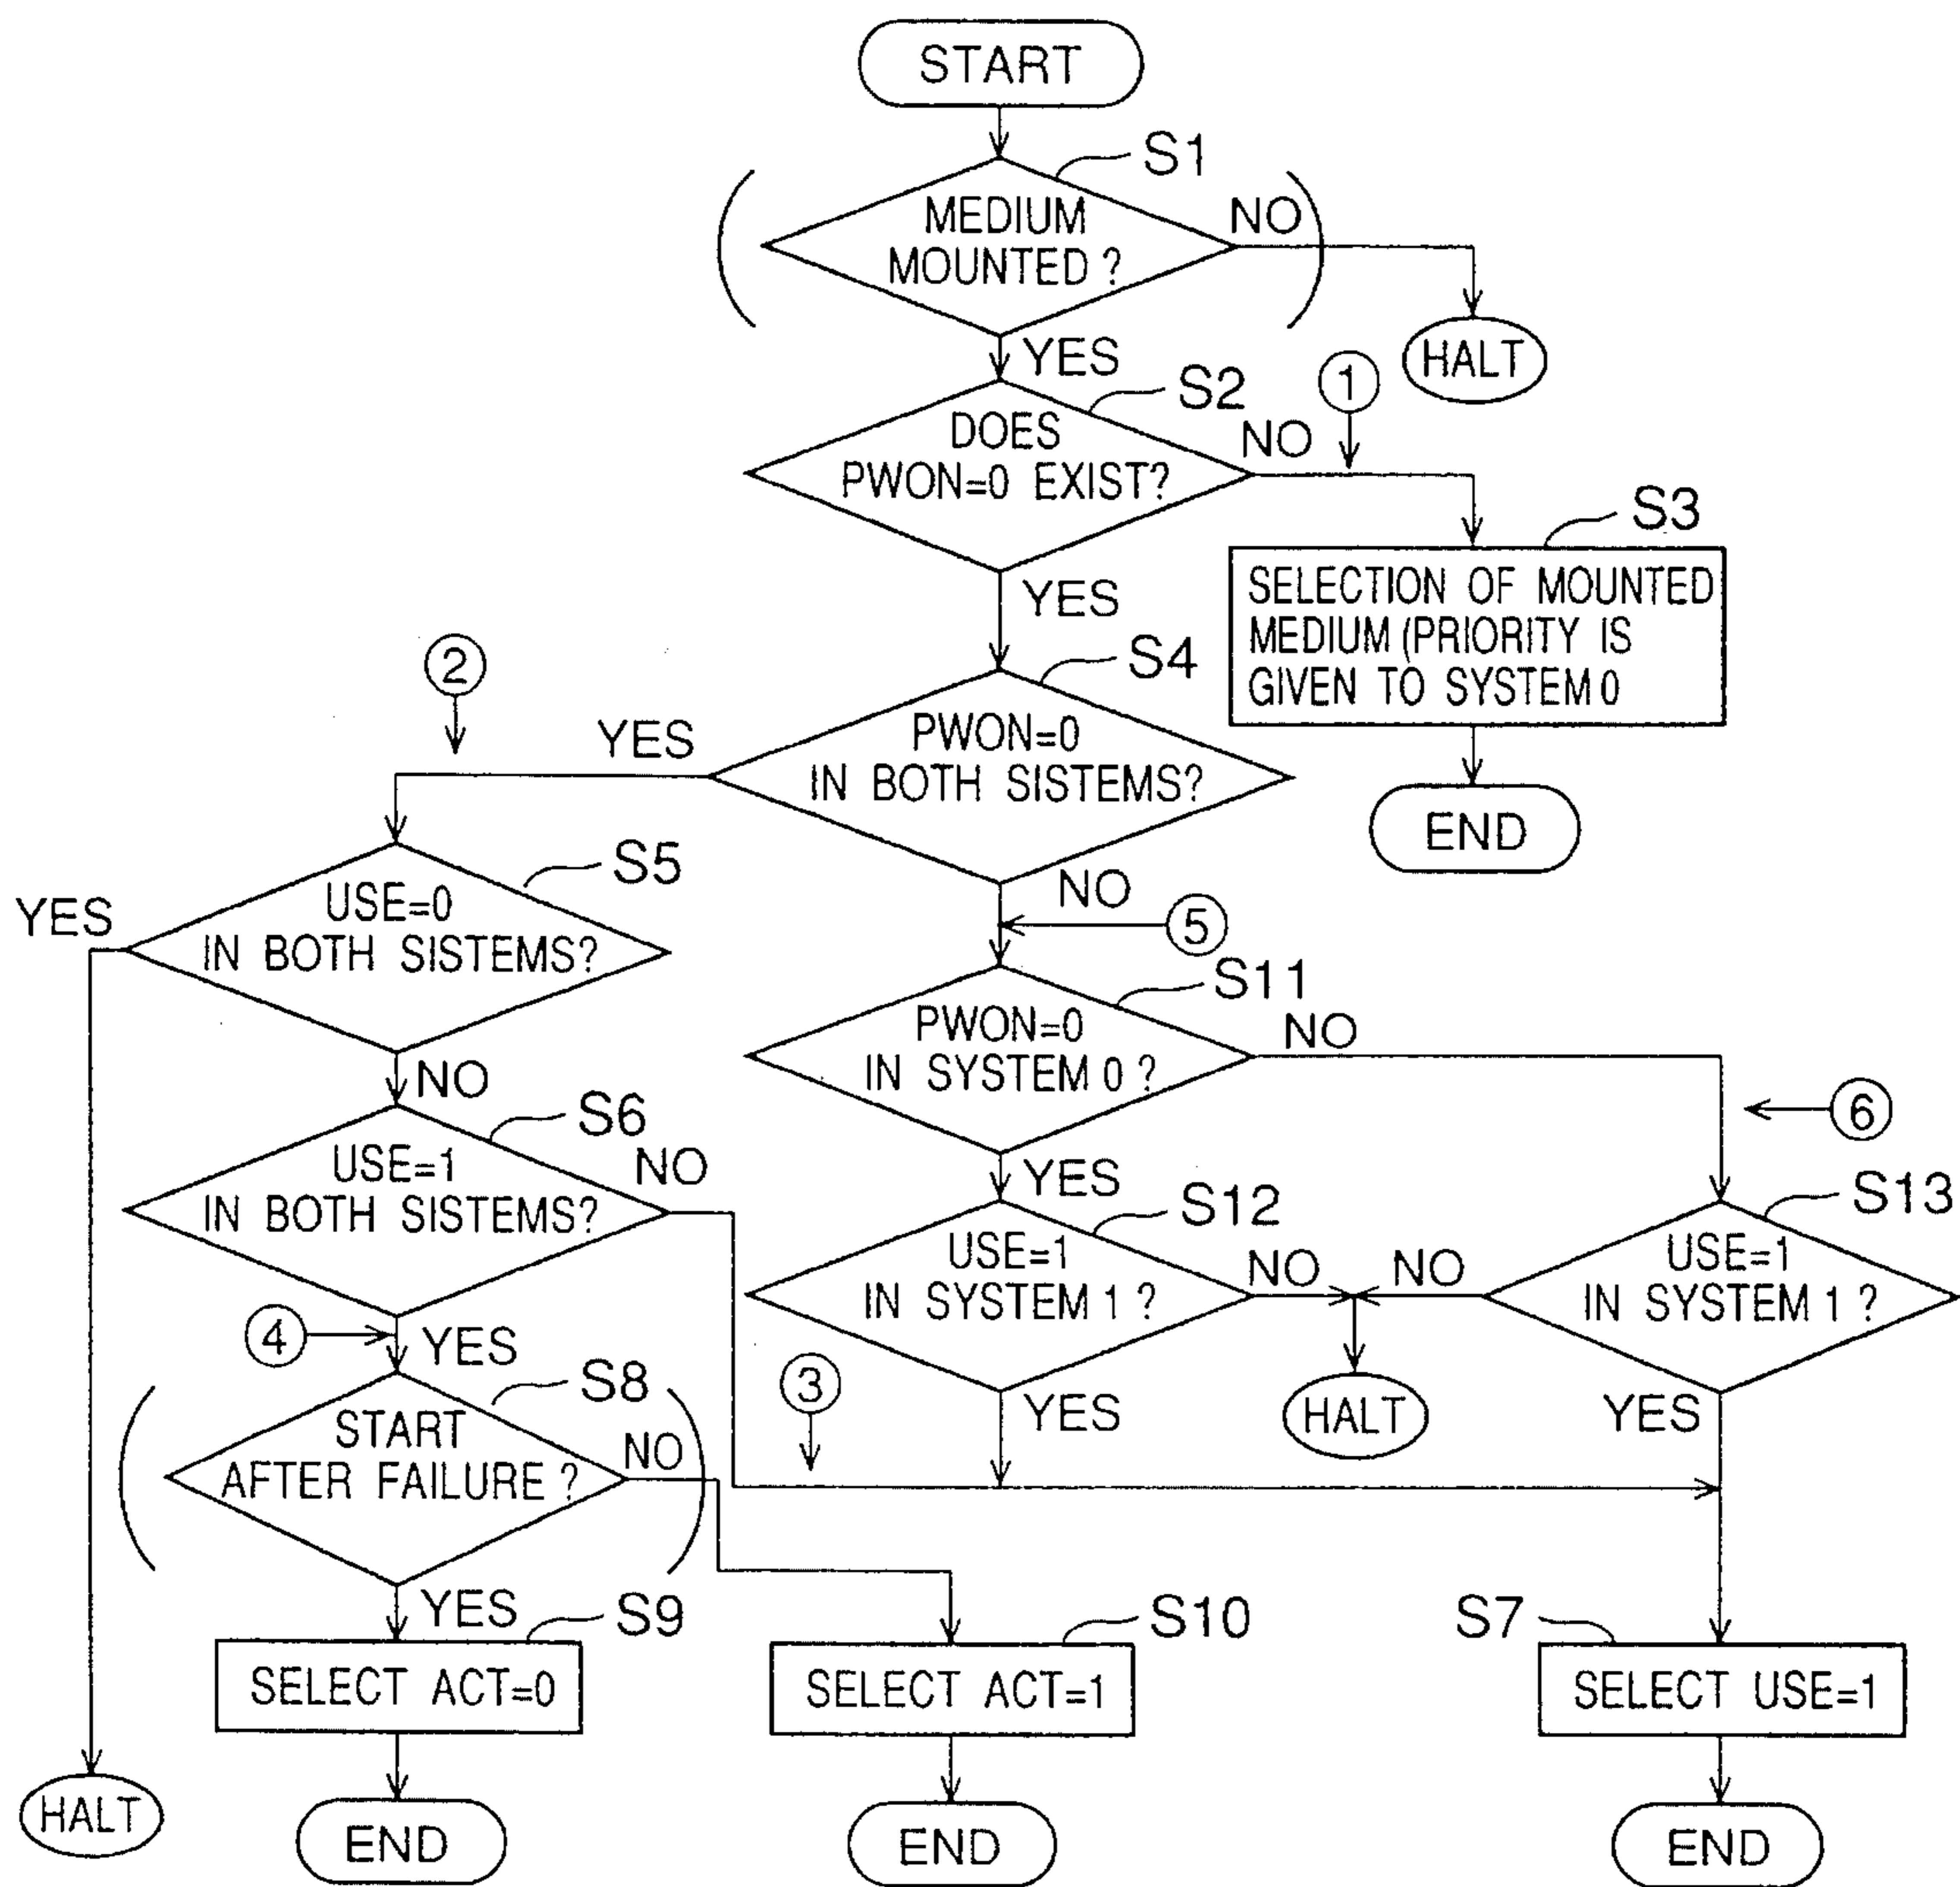 START
S1
MEDIUM
MOUNTED ?
NO
HALT
YES
S2
①
DOES
PWON=0 EXIST?
NO
S3
SELECTION OF MOUNTED
MEDIUM (PRIORITY IS
GIVEN TO SYSTEM 0
END
YES
S4
②
PWON=0
IN BOTH SISTEMS?
YES
NO
⑤
S5
USE=0
IN BOTH SISTEMS?
YES
NO
S11
PWON=0
IN SYSTEM 0 ?
NO
⑥
YES
S6
USE=1
IN BOTH SISTEMS?
NO
④
YES
S12
USE=1
IN SYSTEM 1 ?
NO
HALT
YES
S13
USE=1
IN SYSTEM 1 ?
NO
YES
③
S8
START
AFTER FAILURE ?
NO
YES
S9
SELECT ACT=0
S10
SELECT ACT=1
S7
SELECT USE=1
HALT
END
END
END